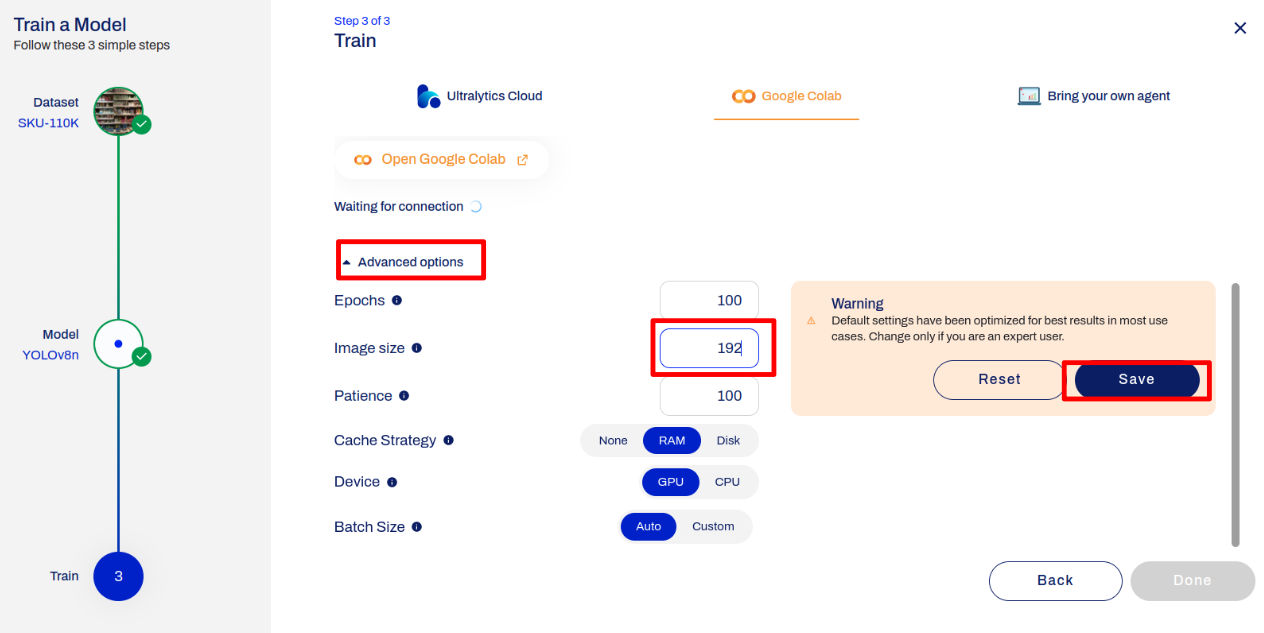 Train a Model
Follow these 3 simple steps
Dataset
SKU-110K
Model
YOLOv8n
Train
3
Step 3 of 3
Train
Ultralytics Cloud
Google Colab
Bring your own agent
Open Google Colab
Waiting for connection
Advanced options
Epochs
100
Image size
192
Patience
100
Cache Strategy
None RAM Disk
Device
GPU CPU
Batch Size
Auto Custom
Warning
Default settings have been optimized for best results in most use
cases. Change only if you are an expert user.
Reset
Save
Back
Done